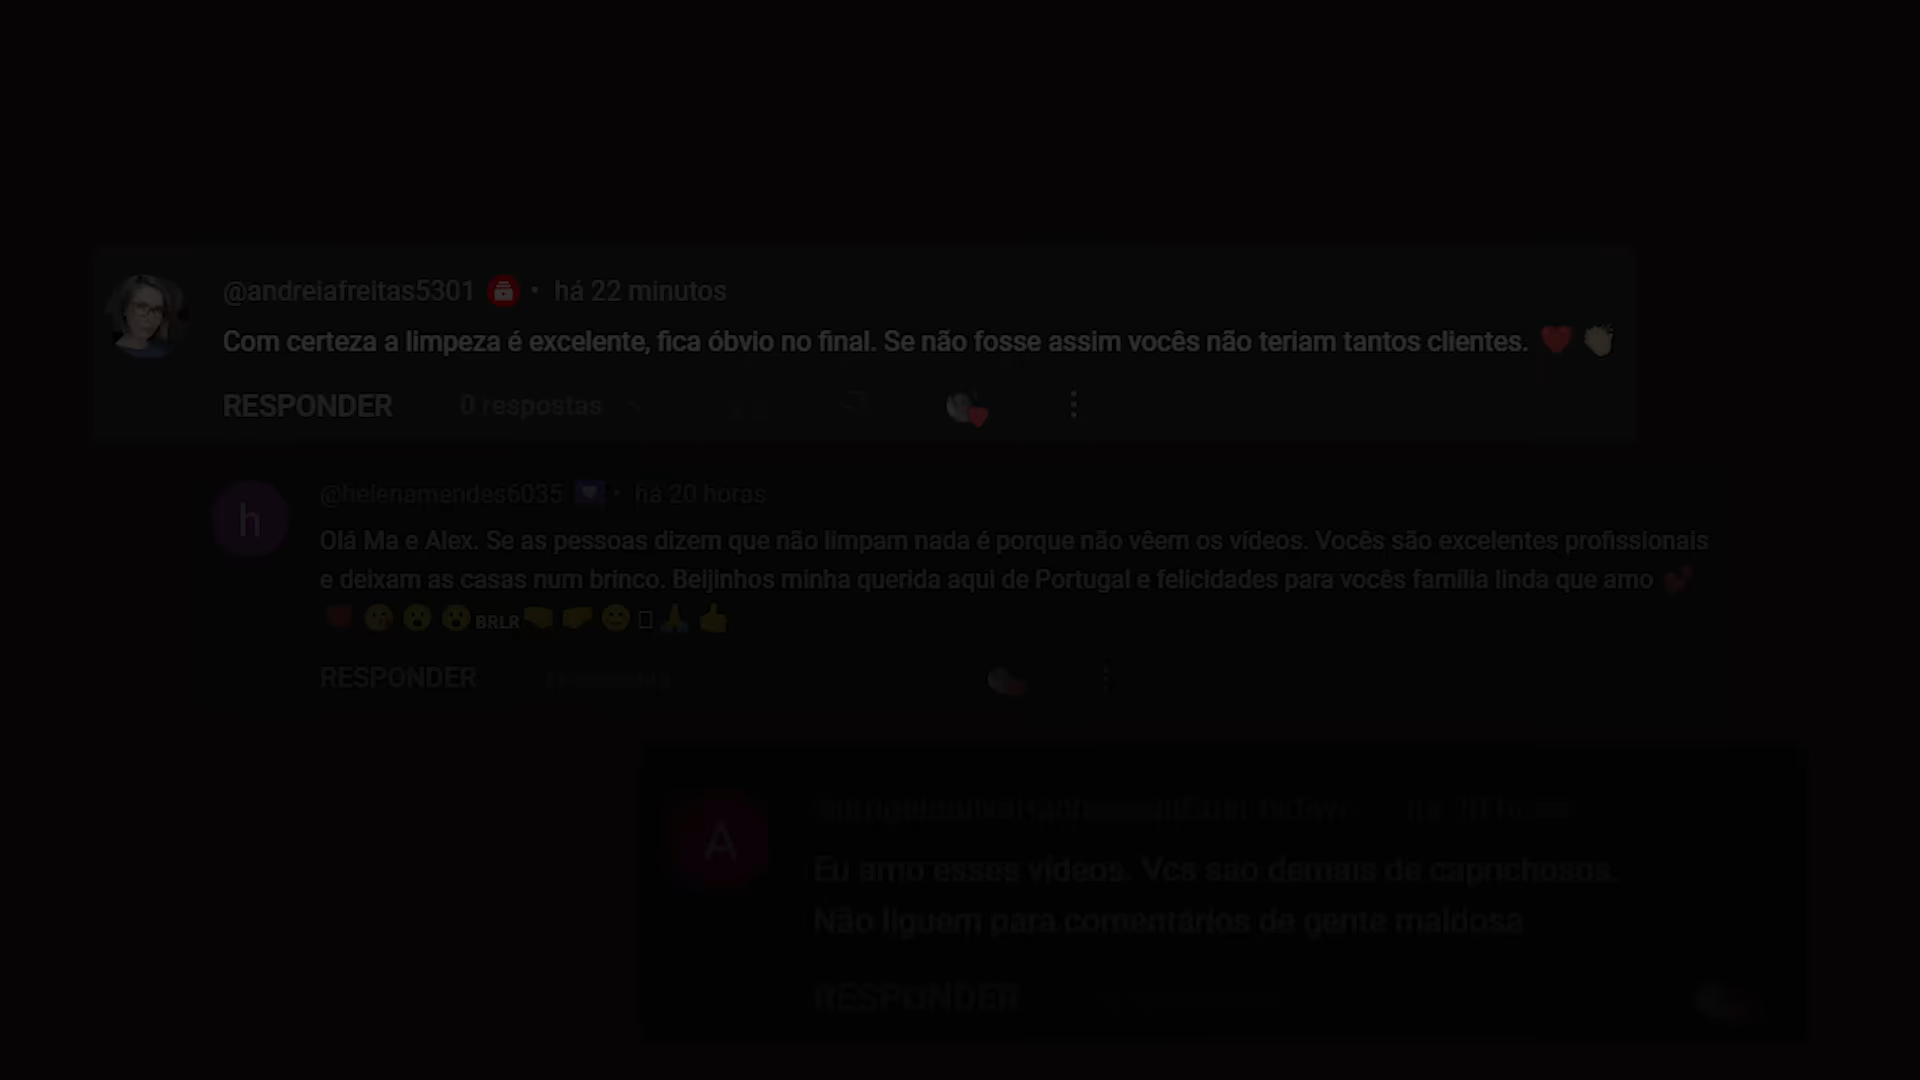 @andreiafreitas5301 • há 22 minutos
Com certeza a limpeza é excelente, fica óbvio no final. Se não fosse assim vocês não teriam tantos clientes. ❤️ 👏
RESPONDER 0 respostas
h @helenamendes6035 • há 20 horas
Olá Ma e Alex. Se as pessoas dizem que não limpam nada é porque não vêem os vídeos. Vocês são excelentes profissionais
e deixam as casas num brinco. Beijinhos minha querida aqui de Portugal e felicidades para vocês família linda que amo 💕
BRLR
RESPONDER
A
Eu amo esses vídeos. Vcs sao demais de caprichosos.
Não liguem para comentários de gente maldosa
RESPONDER